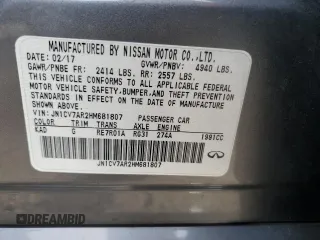 MANUFACTURED BY NISSAN MOTOR CO.,LTD.
DATE: 02/17 GVWR/PNBV: 4940 LBS.
GAWR/PNBE FR: 2414 LBS. RR: 2557 LBS.
THIS VEHICLE CONFORMS TO ALL APPLICABLE
FEDERAL MOTOR VEHICLE SAFETY, BUMPER, AND THEFT
PREVENTION STANDARDS IN EFFECT ON THE DATE OF
MANUFACTURE SHOWN ABOVE.
VIN: JN1CV7AR2HM681807 PASSENGER CAR
COLOR TRIM TRANS AXLE ENGINE
KAD G RE7R01A RG31 274A 1991CC
JN1CV7AR2HM681807
INFINITI
DREAMBID